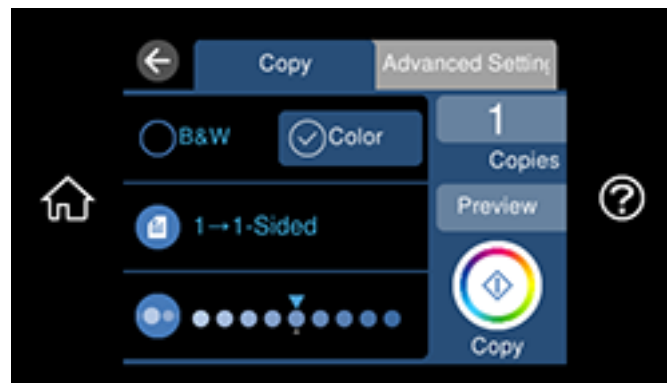 Copy
Advanced Setting
B&W
Color
1
Copies
1→1-Sided
Preview
Copy